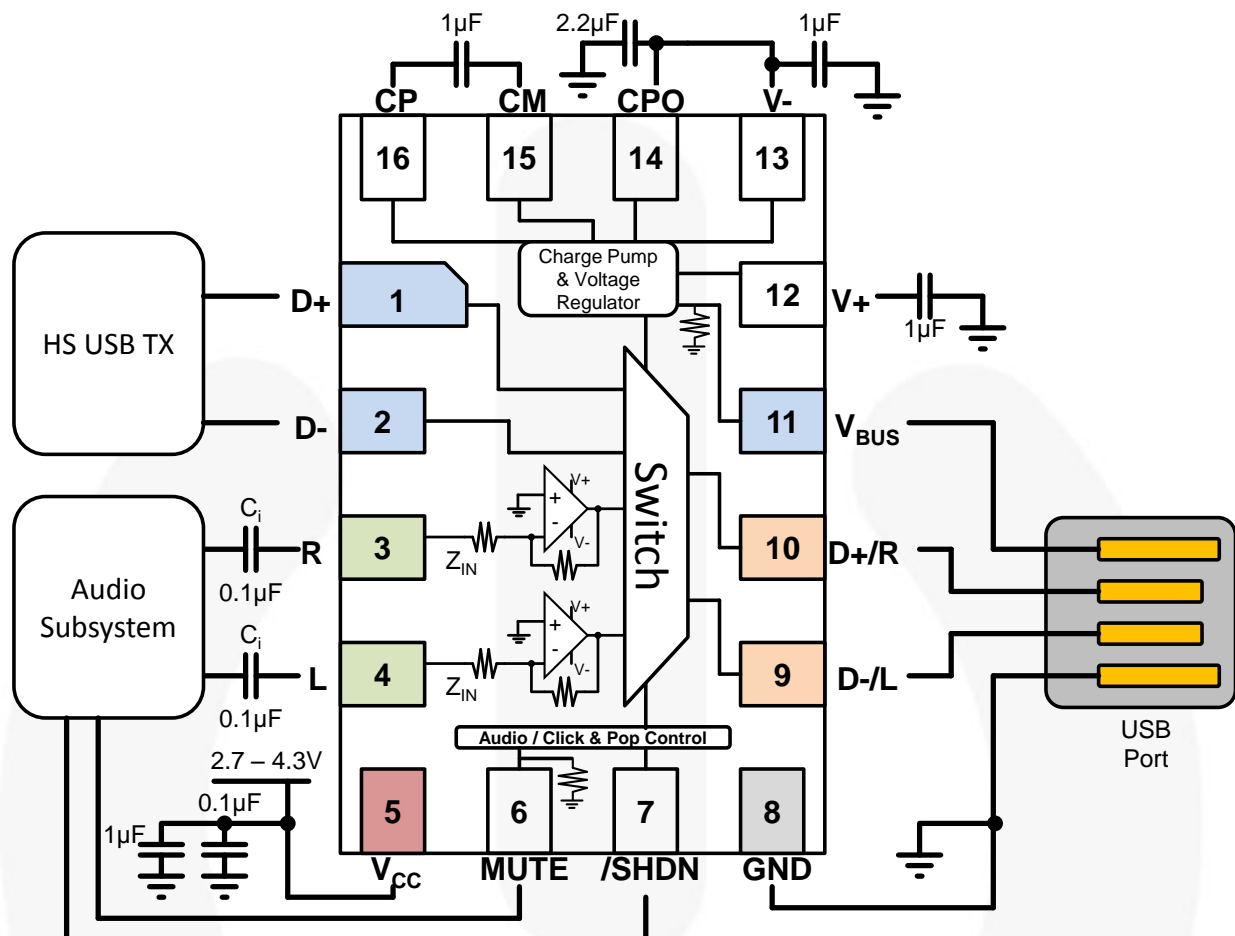 1µF
2.2µF
1µF
CP
CM
CPO
V-
16
15
14
13
Charge Pump
& Voltage
Regulator
HS USB TX
D+
1
12
V+
1µF
D-
2
11
VBUS
Switch
Audio
Subsystem
Ci
0.1µF
R
3
ZIN
+
-
V+
V-
10
D+/R
Ci
0.1µF
L
4
ZIN
+
-
V+
V-
9
D-/L
USB
Port
Audio / Click & Pop Control
2.7 – 4.3V
0.1µF
1µF
5
6
7
8
VCC
MUTE
/SHDN
GND